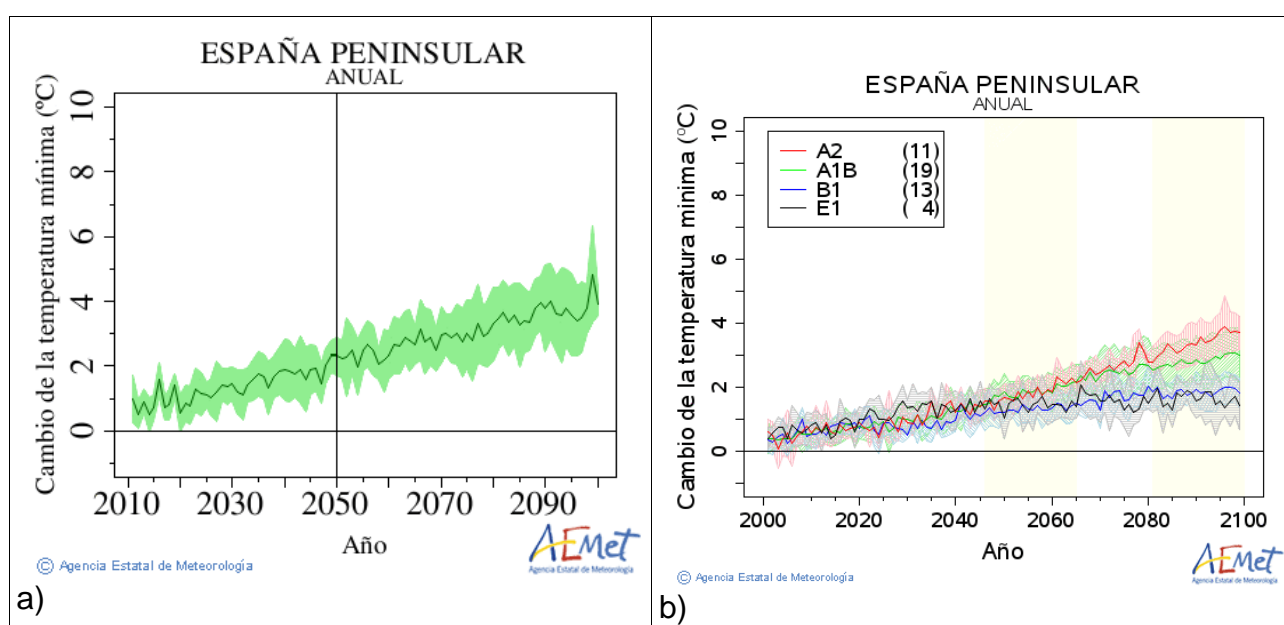 ESPAÑA PENINSULAR
ANUAL
Cambio de la temperatura mínima (ºC)
10
8
6
4
2
0
2010 2030 2050 2070 2090
Año
© Agencia Estatal de Meteorología
AEMet
Agencia Estatal de Meteorología
a)
ESPAÑA PENINSULAR
ANUAL
Cambio de la temperatura minima (ºC)
10
8
6
4
2
0
A2 (11)
A1B (19)
B1 (13)
E1 ( 4)
2000 2020 2040 2060 2080 2100
Año
© Agencia Estatal de Meteorología
AEMet
Agencia Estatal de Meteorología
b)